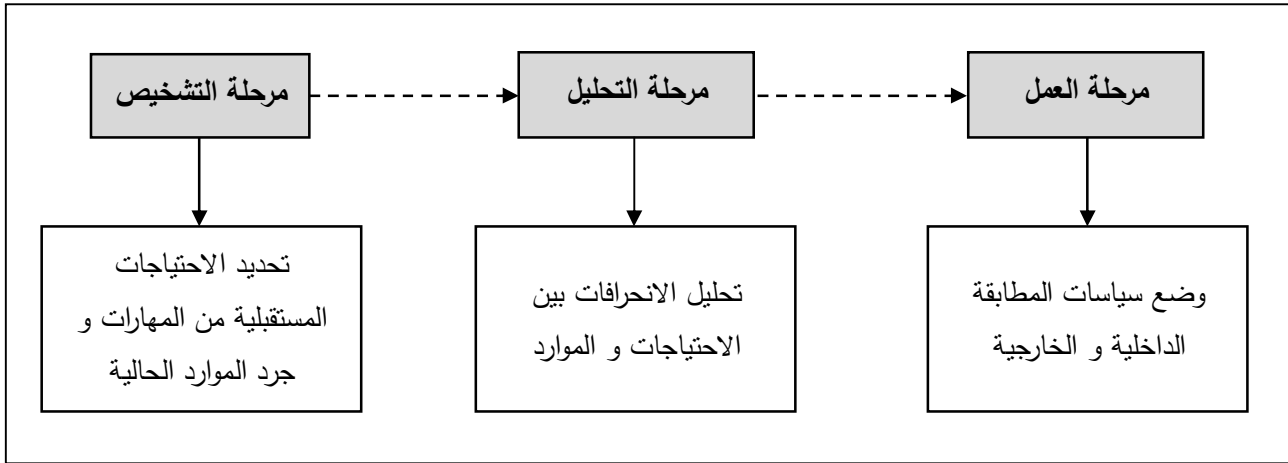 مرحلة التشخيص
مرحلة التحليل
مرحلة العمل
تحديد الاحتياجات
المستقبلية من المهارات و
جرد الموارد الحالية
تحليل الانحرافات بين
الاحتياجات و الموارد
وضع سياسات المطابقة
الداخلية و الخارجية